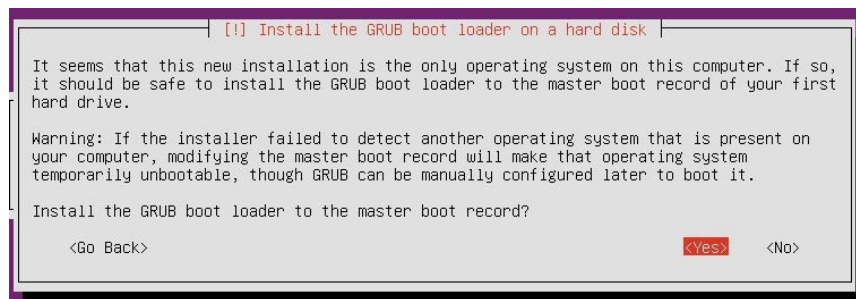 [!] Install the GRUB boot loader on a hard disk
It seems that this new installation is the only operating system on this computer. If so,
it should be safe to install the GRUB boot loader to the master boot record of your first
hard drive.
Warning: If the installer failed to detect another operating system that is present on
your computer, modifying the master boot record will make that operating system
temporarily unbootable, though GRUB can be manually configured later to boot it.
Install the GRUB boot loader to the master boot record?
<Go Back> <Yes> <No>